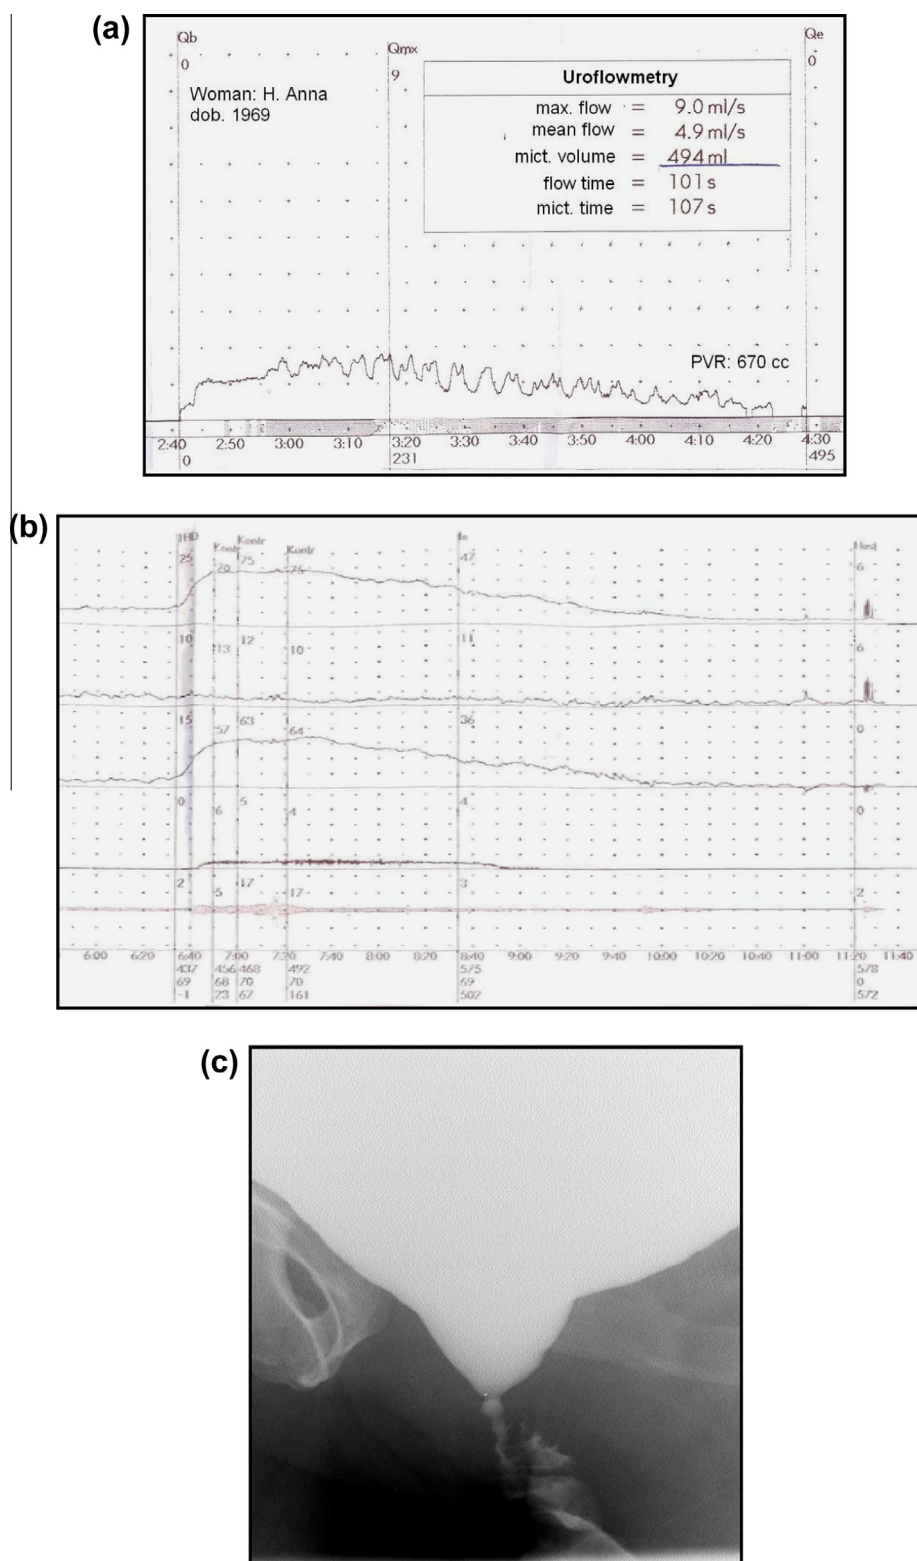 (a)
Qb
0
Qmx
9
Qe
0
Woman: H. Anna
dob. 1969
Uroflowmetry
max. flow = 9.0 ml/s
mean flow = 4.9 ml/s
mict. volume = 494 ml
flow time = 101 s
mict. time = 107 s
PVR: 670 cc
2:40 2:50 3:00 3:10 3:20 3:30 3:40 3:50 4:00 4:10 4:20 4:30
0 231 495
(b)
Kontr Kontr Kontr
25 70 75 75 47 6
10 13 12 10 11 6
15 57 63 64 36 0
0 6 5 4 4 0
2 5 17 17 3 2
6:00 6:20 6:40 7:00 7:20 7:40 8:00 8:20 8:40 9:00 9:20 9:40 10:00 10:20 10:40 11:00 11:20 11:40
437 456 468 492 575 578
69 68 70 70 69 0
-1 23 67 161 502 572
(c)